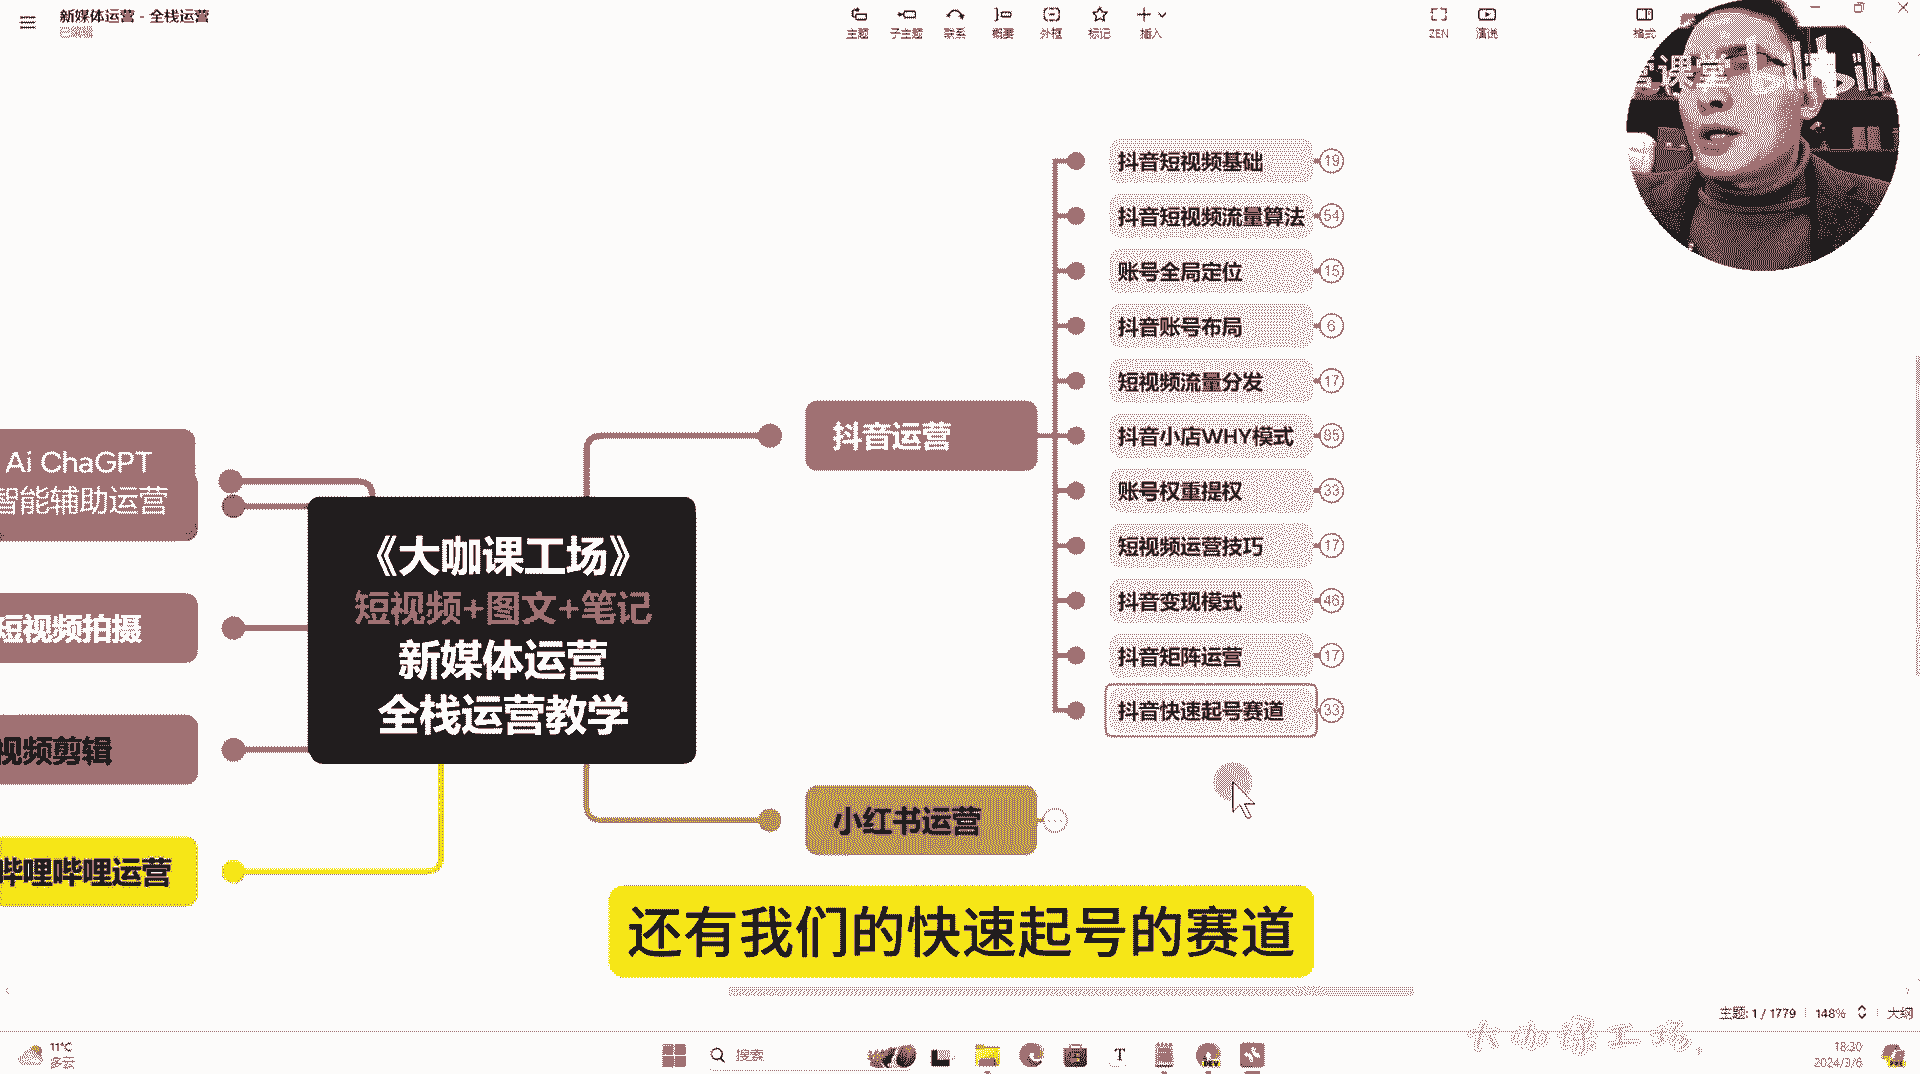 新媒体运营 - 全栈运营
已编辑
主题
子主题
联系
概要
外框
标记
插入
ZEN
演说
格式
营课堂 bilibili
抖音短视频基础 19
抖音短视频流量算法 54
账号全局定位 15
抖音账号布局 6
短视频流量分发 17
抖音运营
抖音小店WHY模式 85
账号权重提权 33
短视频运营技巧 17
抖音变现模式 46
抖音矩阵运营 17
抖音快速起号赛道 33
Ai ChaGPT
智能辅助运营
短视频拍摄
视频剪辑
哔哩哔哩运营
《大咖课工场》
短视频+图文+笔记
新媒体运营
全栈运营教学
小红书运营
还有我们的快速起号的赛道
主题: 1 / 1779
148%
大纲
大咖课工场
11°C
多云
搜索
18:30
2024/3/6